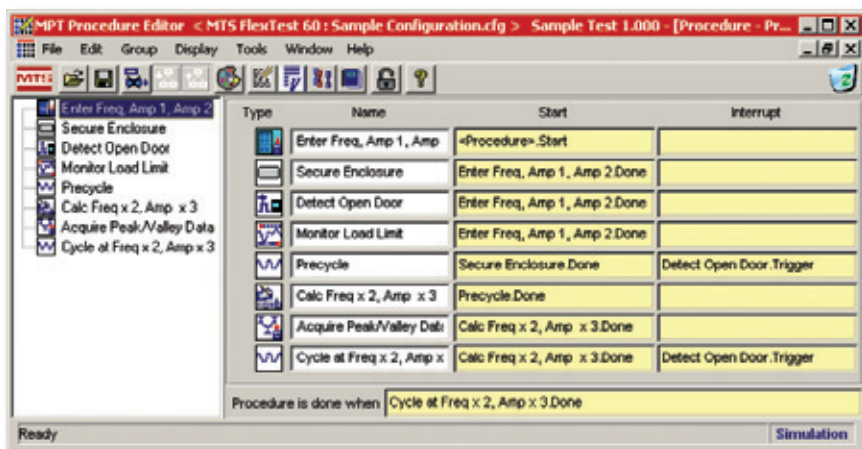 MPT Procedure Editor < MTS FlexTest 60 : Sample Configuration.cfg > Sample Test 1.000 - [Procedure - Pr...
File Edit Group Display Tools Window Help
MTS
Enter Freq, Amp 1, Amp 2
Secure Enclosure
Detect Open Door
Monitor Load Limit
Precycle
Calc Freq x 2, Amp x 3
Acquire Peak/Valley Data
Cycle at Freq x 2, Amp x 3
Type Name Start Interrupt
Enter Freq, Amp 1, Amp <Procedure>.Start
Secure Enclosure Enter Freq, Amp 1, Amp 2.Done
Detect Open Door Enter Freq, Amp 1, Amp 2.Done
Monitor Load Limit Enter Freq, Amp 1, Amp 2.Done
Precycle Secure Enclosure.Done Detect Open Door.Trigger
Calc Freq x 2, Amp x 3 Precycle.Done
Acquire Peak/Valley Data Calc Freq x 2, Amp x 3.Done
Cycle at Freq x 2, Amp x Calc Freq x 2, Amp x 3.Done Detect Open Door.Trigger
Procedure is done when Cycle at Freq x 2, Amp x 3.Done
Ready Simulation